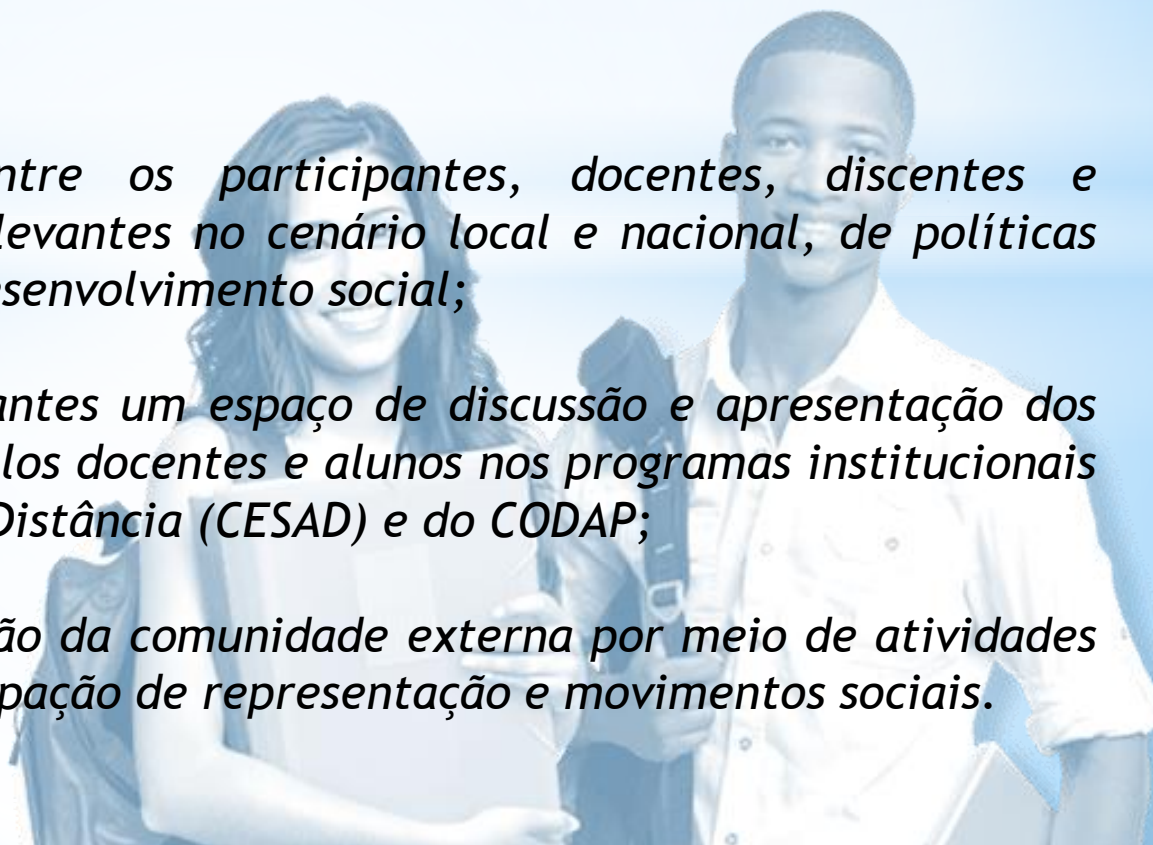 ntre os participantes, docentes, discentes e
levantes no cenário local e nacional, de políticas
senvolvimento social;
antes um espaço de discussão e apresentação dos
los docentes e alunos nos programas institucionais
Distância (CESAD) e do CODAP;
ão da comunidade externa por meio de atividades
pação de representação e movimentos sociais.